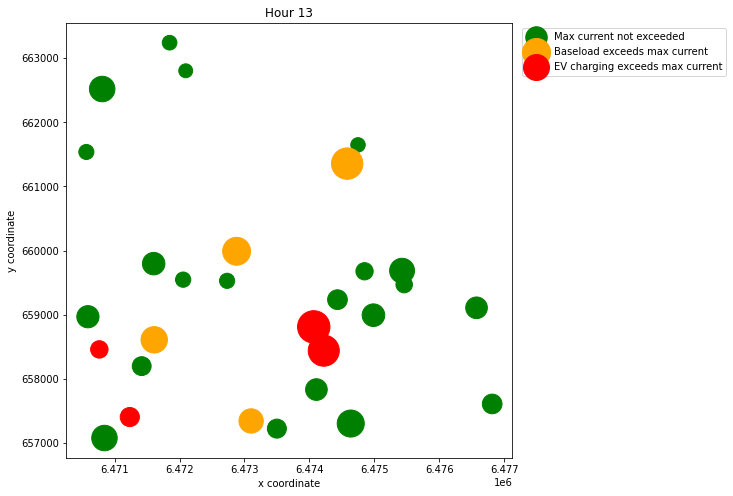 Hour 13
Max current not exceeded
Baseload exceeds max current
EV charging exceeds max current
663000
662000
661000
660000
659000
658000
657000
y coordinate
6.471 6.472 6.473 6.474 6.475 6.476 6.477
1e6
x coordinate